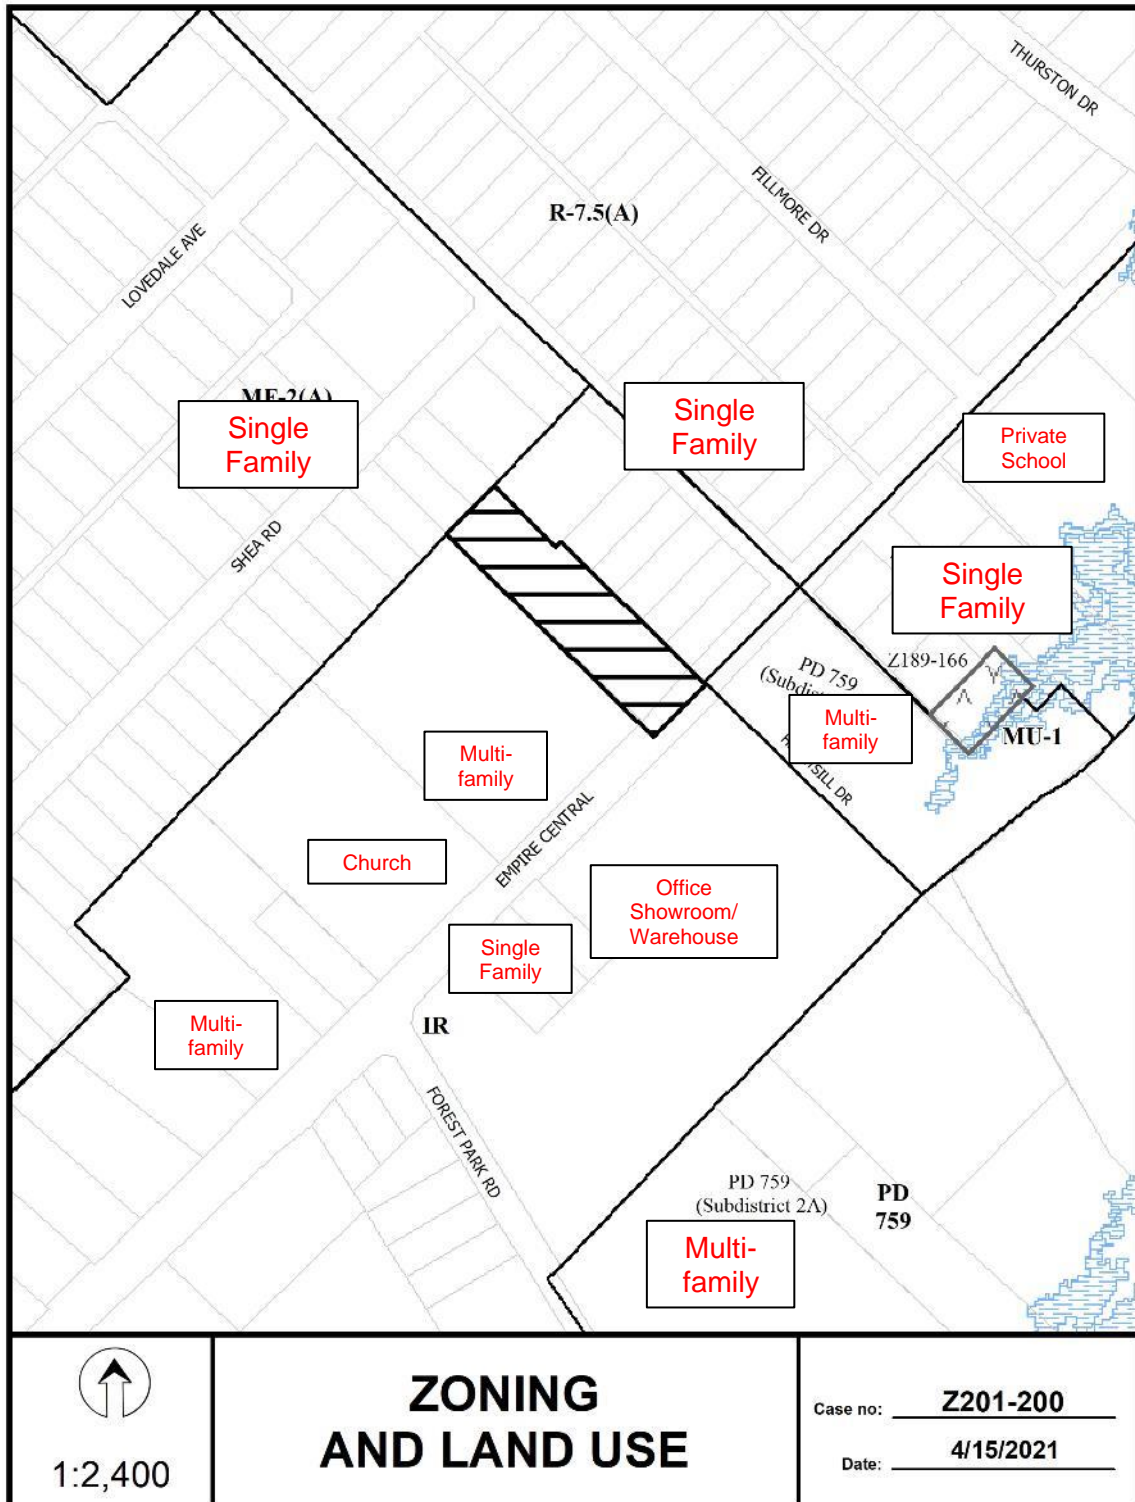 THURSTON DR
FILLMORE DR
R-7.5(A)
LOVEDALE AVE
MF-2(A)
Single
Family
Single
Family
Private
School
SHEA RD
Single
Family
Z189-166
PD 759
Multi-
family
MU-1
Multi-
family
DR
EMPIRE CENTRAL
Church
Office
Showroom/
Warehouse
Single
Family
Multi-
family
IR
FOREST PARK RD
PD 759
(Subdistrict 2A)
PD
759
Multi-
family
1:2,400
ZONING
AND LAND USE
Case no: Z201-200
Date: 4/15/2021